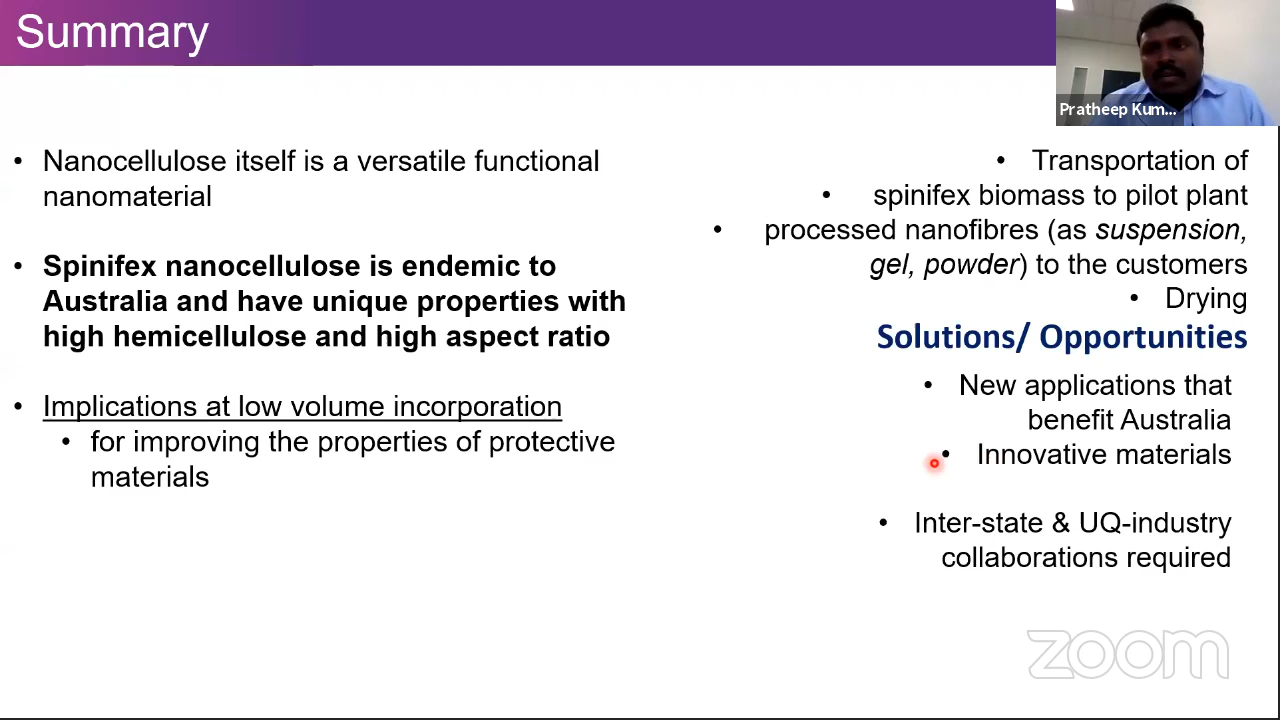 Summary
Pratheep Kum...
• Nanocellulose itself is a versatile functional
nanomaterial
• Spinifex nanocellulose is endemic to
Australia and have unique properties with
high hemicellulose and high aspect ratio
• Implications at low volume incorporation
• for improving the properties of protective
materials
• Transportation of
• spinifex biomass to pilot plant
• processed nanofibres (as suspension,
gel, powder) to the customers
• Drying
Solutions/ Opportunities
• New applications that
benefit Australia
• Innovative materials
• Inter-state & UQ-industry
collaborations required
zoom